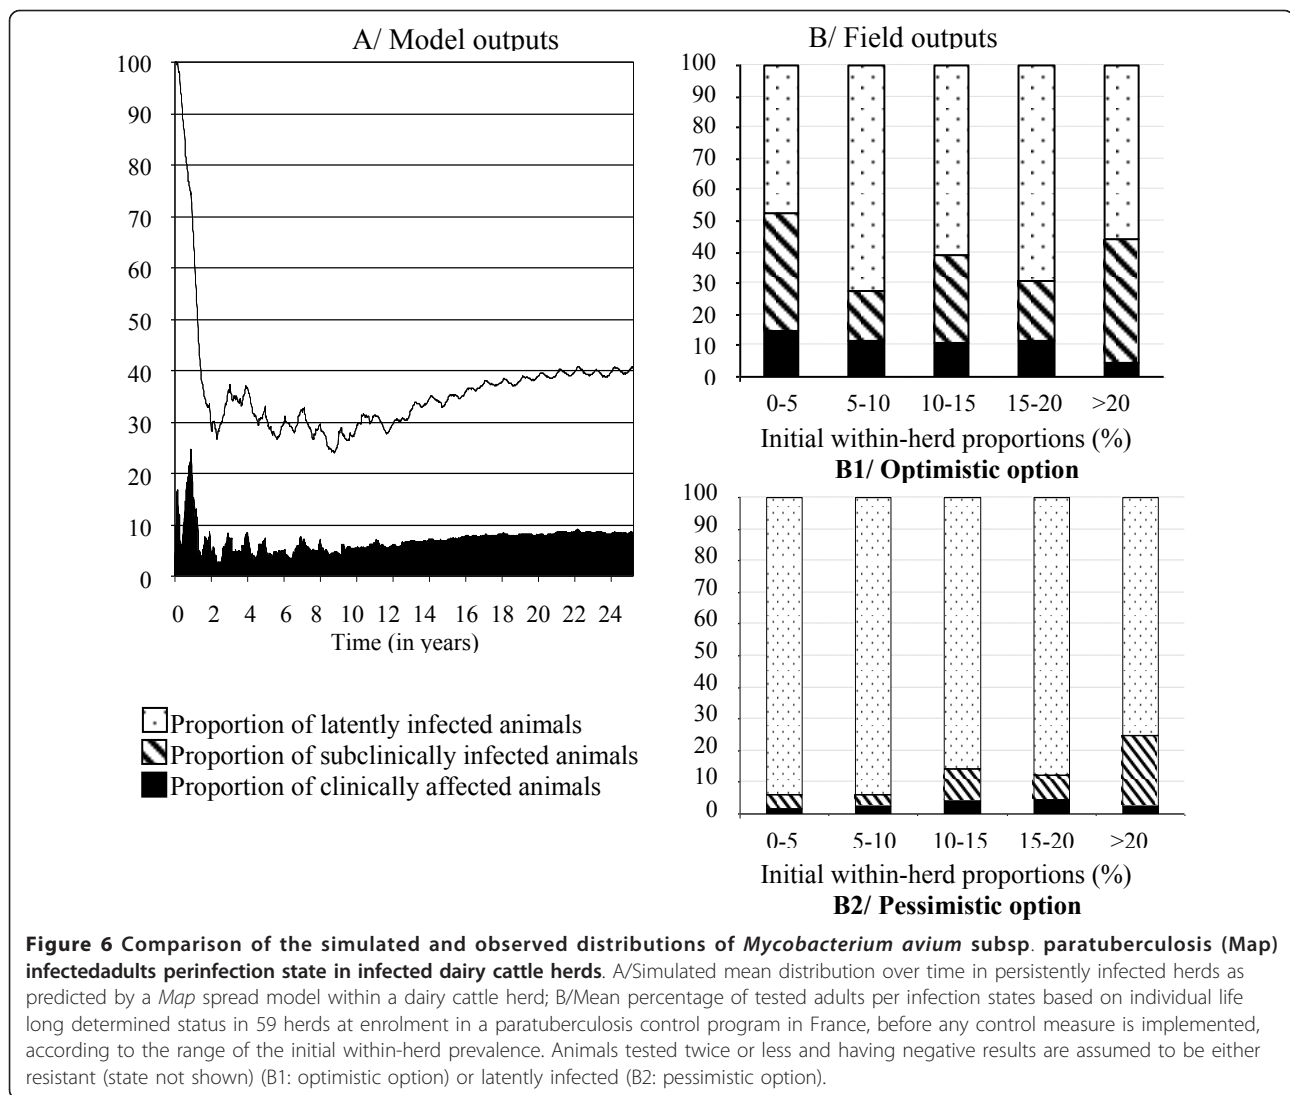 A/ Model outputs
100
90
80
70
60
50
40
30
20
10
0
0 2 4 6 8 10 12 14 16 18 20 22 24
Time (in years)
Proportion of latently infected animals
Proportion of subclinically infected animals
Proportion of clinically affected animals
B/ Field outputs
100
90
80
70
60
50
40
30
20
10
0
0-5 5-10 10-15 15-20 >20
Initial within-herd proportions (%)
B1/ Optimistic option
100
90
80
70
60
50
40
30
20
10
0
0-5 5-10 10-15 15-20 >20
Initial within-herd proportions (%)
B2/ Pessimistic option
Figure 6 Comparison of the simulated and observed distributions of Mycobacterium avium subsp. paratuberculosis (Map)
infectedadults perinfection state in infected dairy cattle herds. A/Simulated mean distribution over time in persistently infected herds as
predicted by a Map spread model within a dairy cattle herd; B/Mean percentage of tested adults per infection states based on individual life
long determined status in 59 herds at enrolment in a paratuberculosis control program in France, before any control measure is implemented,
according to the range of the initial within-herd prevalence. Animals tested twice or less and having negative results are assumed to be either
resistant (state not shown) (B1: optimistic option) or latently infected (B2: pessimistic option).